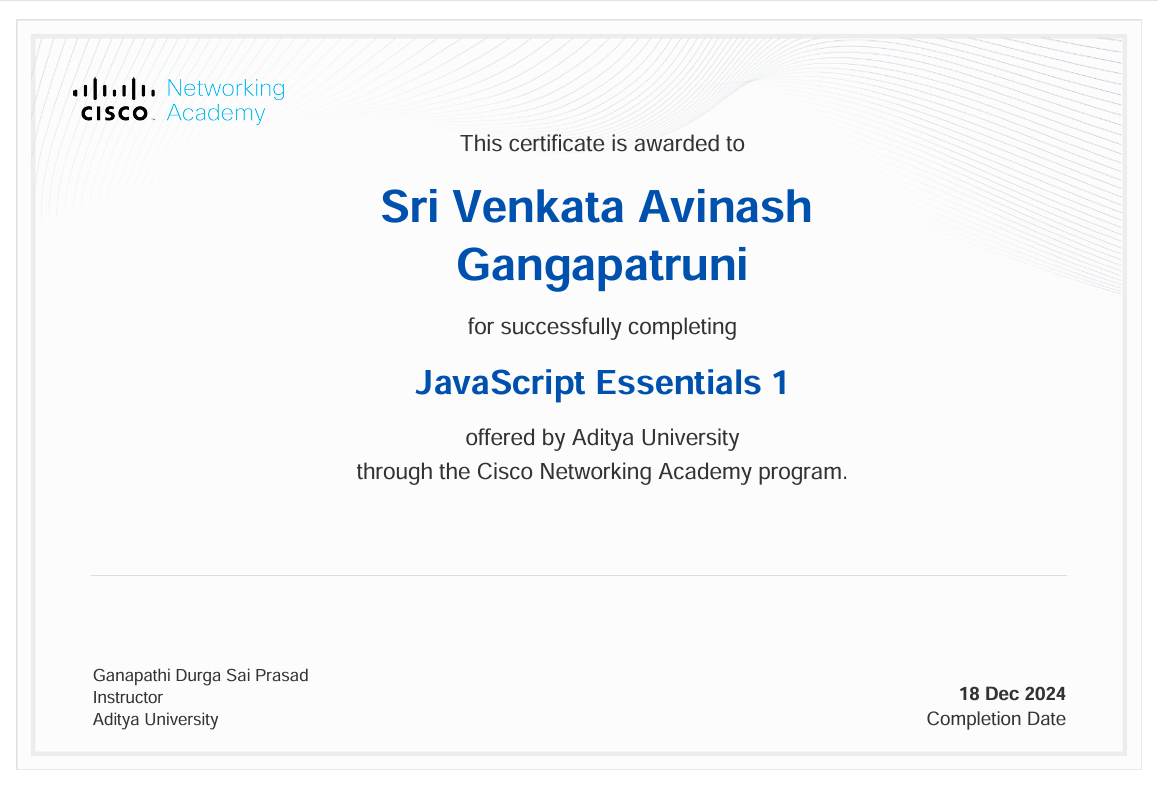 Networking
CISCO Academy
This certificate is awarded to
Sri Venkata Avinash
Gangapatruni
for successfully completing
JavaScript Essentials 1
offered by Aditya University
through the Cisco Networking Academy program.
Ganapathi Durga Sai Prasad
Instructor
Aditya University
18 Dec 2024
Completion Date